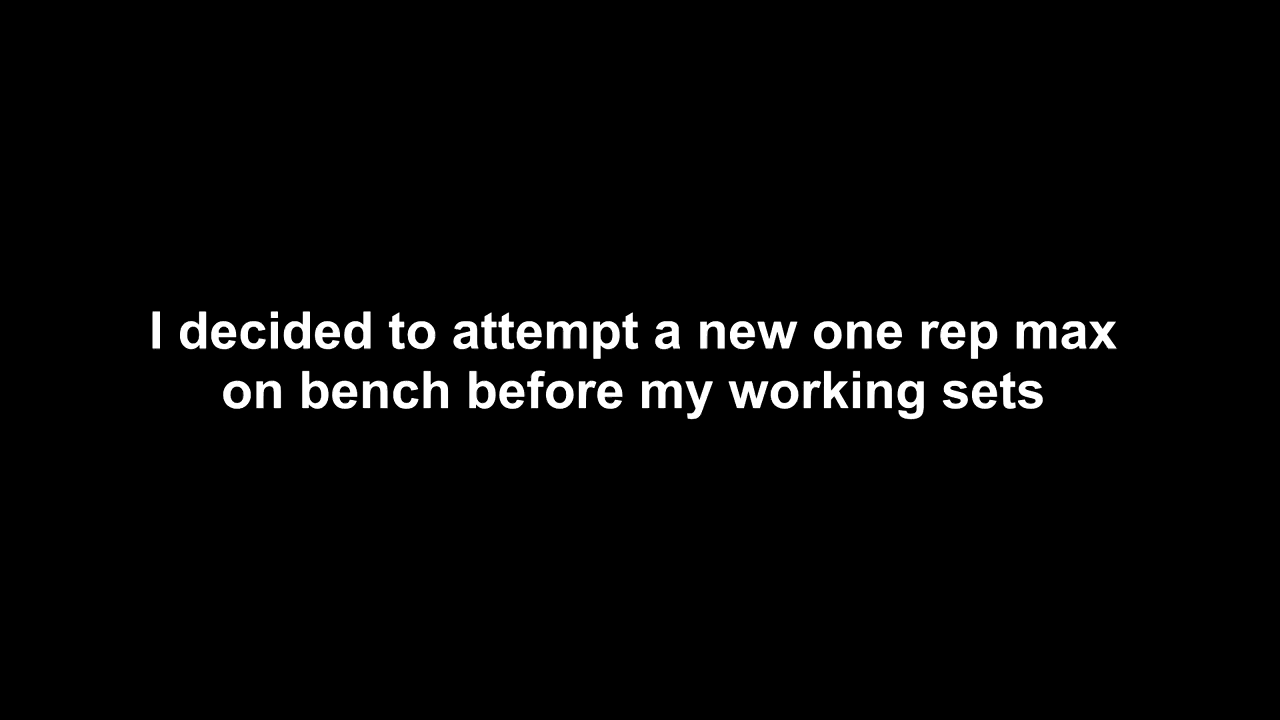 I decided to attempt a new one rep max
on bench before my working sets